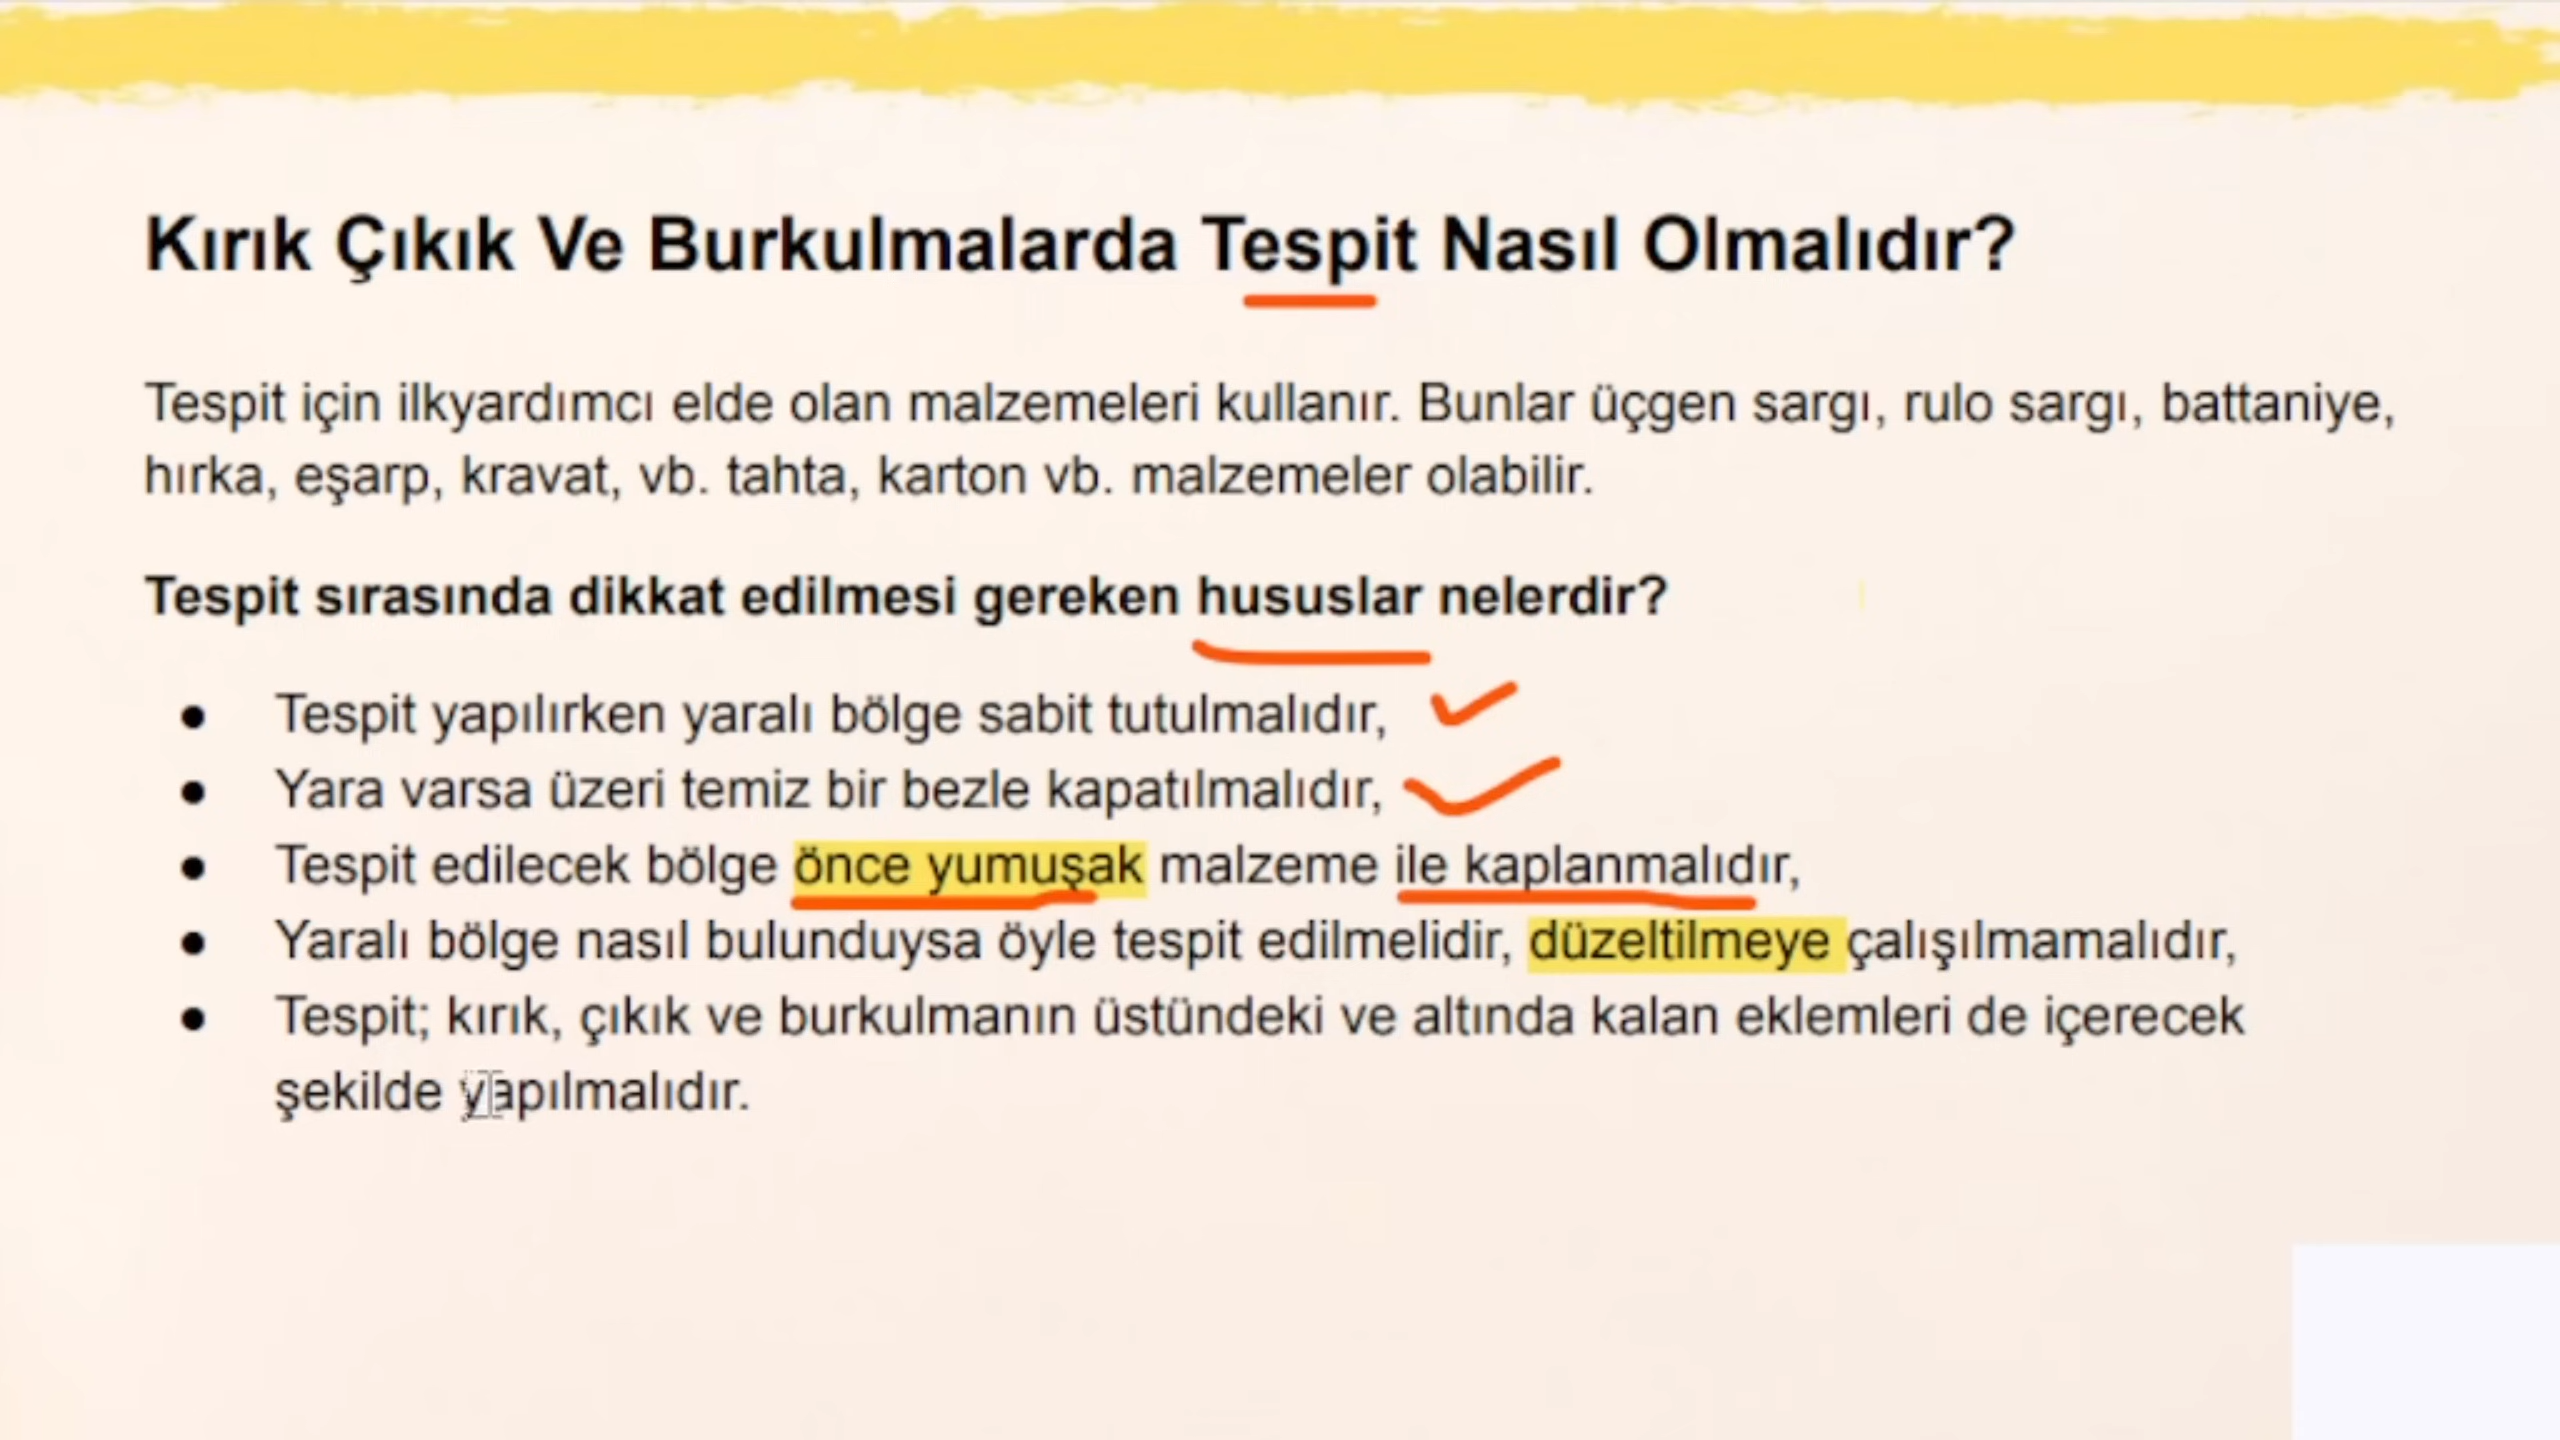 Kırık Çıkık Ve Burkulmalarda Tespit Nasıl Olmalıdır?
Tespit için ilkyardımcı elde olan malzemeleri kullanır. Bunlar üçgen sargı, rulo sargı, battaniye,
hırka, eşarp, kravat, vb. tahta, karton vb. malzemeler olabilir.
Tespit sırasında dikkat edilmesi gereken hususlar nelerdir?
● Tespit yapılırken yaralı bölge sabit tutulmalıdır,
● Yara varsa üzeri temiz bir bezle kapatılmalıdır,
● Tespit edilecek bölge önce yumuşak malzeme ile kaplanmalıdır,
● Yaralı bölge nasıl bulunduysa öyle tespit edilmelidir, düzeltilmeye çalışılmamalıdır,
● Tespit; kırık, çıkık ve burkulmanın üstündeki ve altında kalan eklemleri de içerecek
şekilde yapılmalıdır.